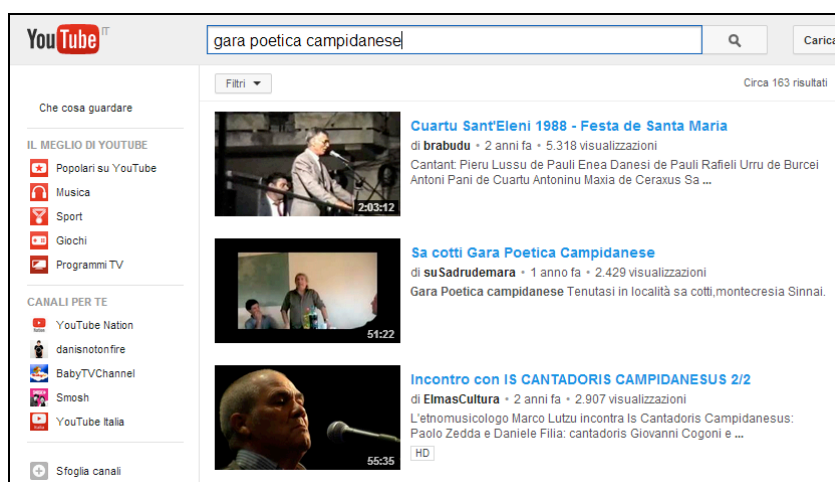 YouTube IT
gara poetica campidanese
Carica
Filtri
Circa 163 risultati
Che cosa guardare
IL MEGLIO DI YOUTUBE
Popolari su YouTube
Musica
Sport
Giochi
Programmi TV
CANALI PER TE
YouTube Nation
danisnotonfire
BabyTVChannel
Smosh
YouTube Italia
Sfoglia canali
2:03:12
Cuartu Sant'Eleni 1988 - Festa de Santa Maria
di brabudu • 2 anni fa • 5.318 visualizzazioni
Cantant: Pieru Lussu de Pauli Enea Danesi de Pauli Rafieli Urru de Burcei
Antoni Pani de Cuartu Antoninu Maxia de Ceraxus Sa ...
51:22
Sa cotti Gara Poetica Campidanese
di suSadrudemara • 1 anno fa • 2.429 visualizzazioni
Gara Poetica campidanese Tenutasi in località sa cotti,montecresia Sinnai.
55:35
Incontro con IS CANTADORIS CAMPIDANESUS 2/2
di ElmasCultura • 2 anni fa • 2.907 visualizzazioni
L'etnomusicologo Marco Lutzu incontra Is Cantadoris Campidanesus:
Paolo Zedda e Daniele Filia: cantadoris Giovanni Cogoni e ...
HD